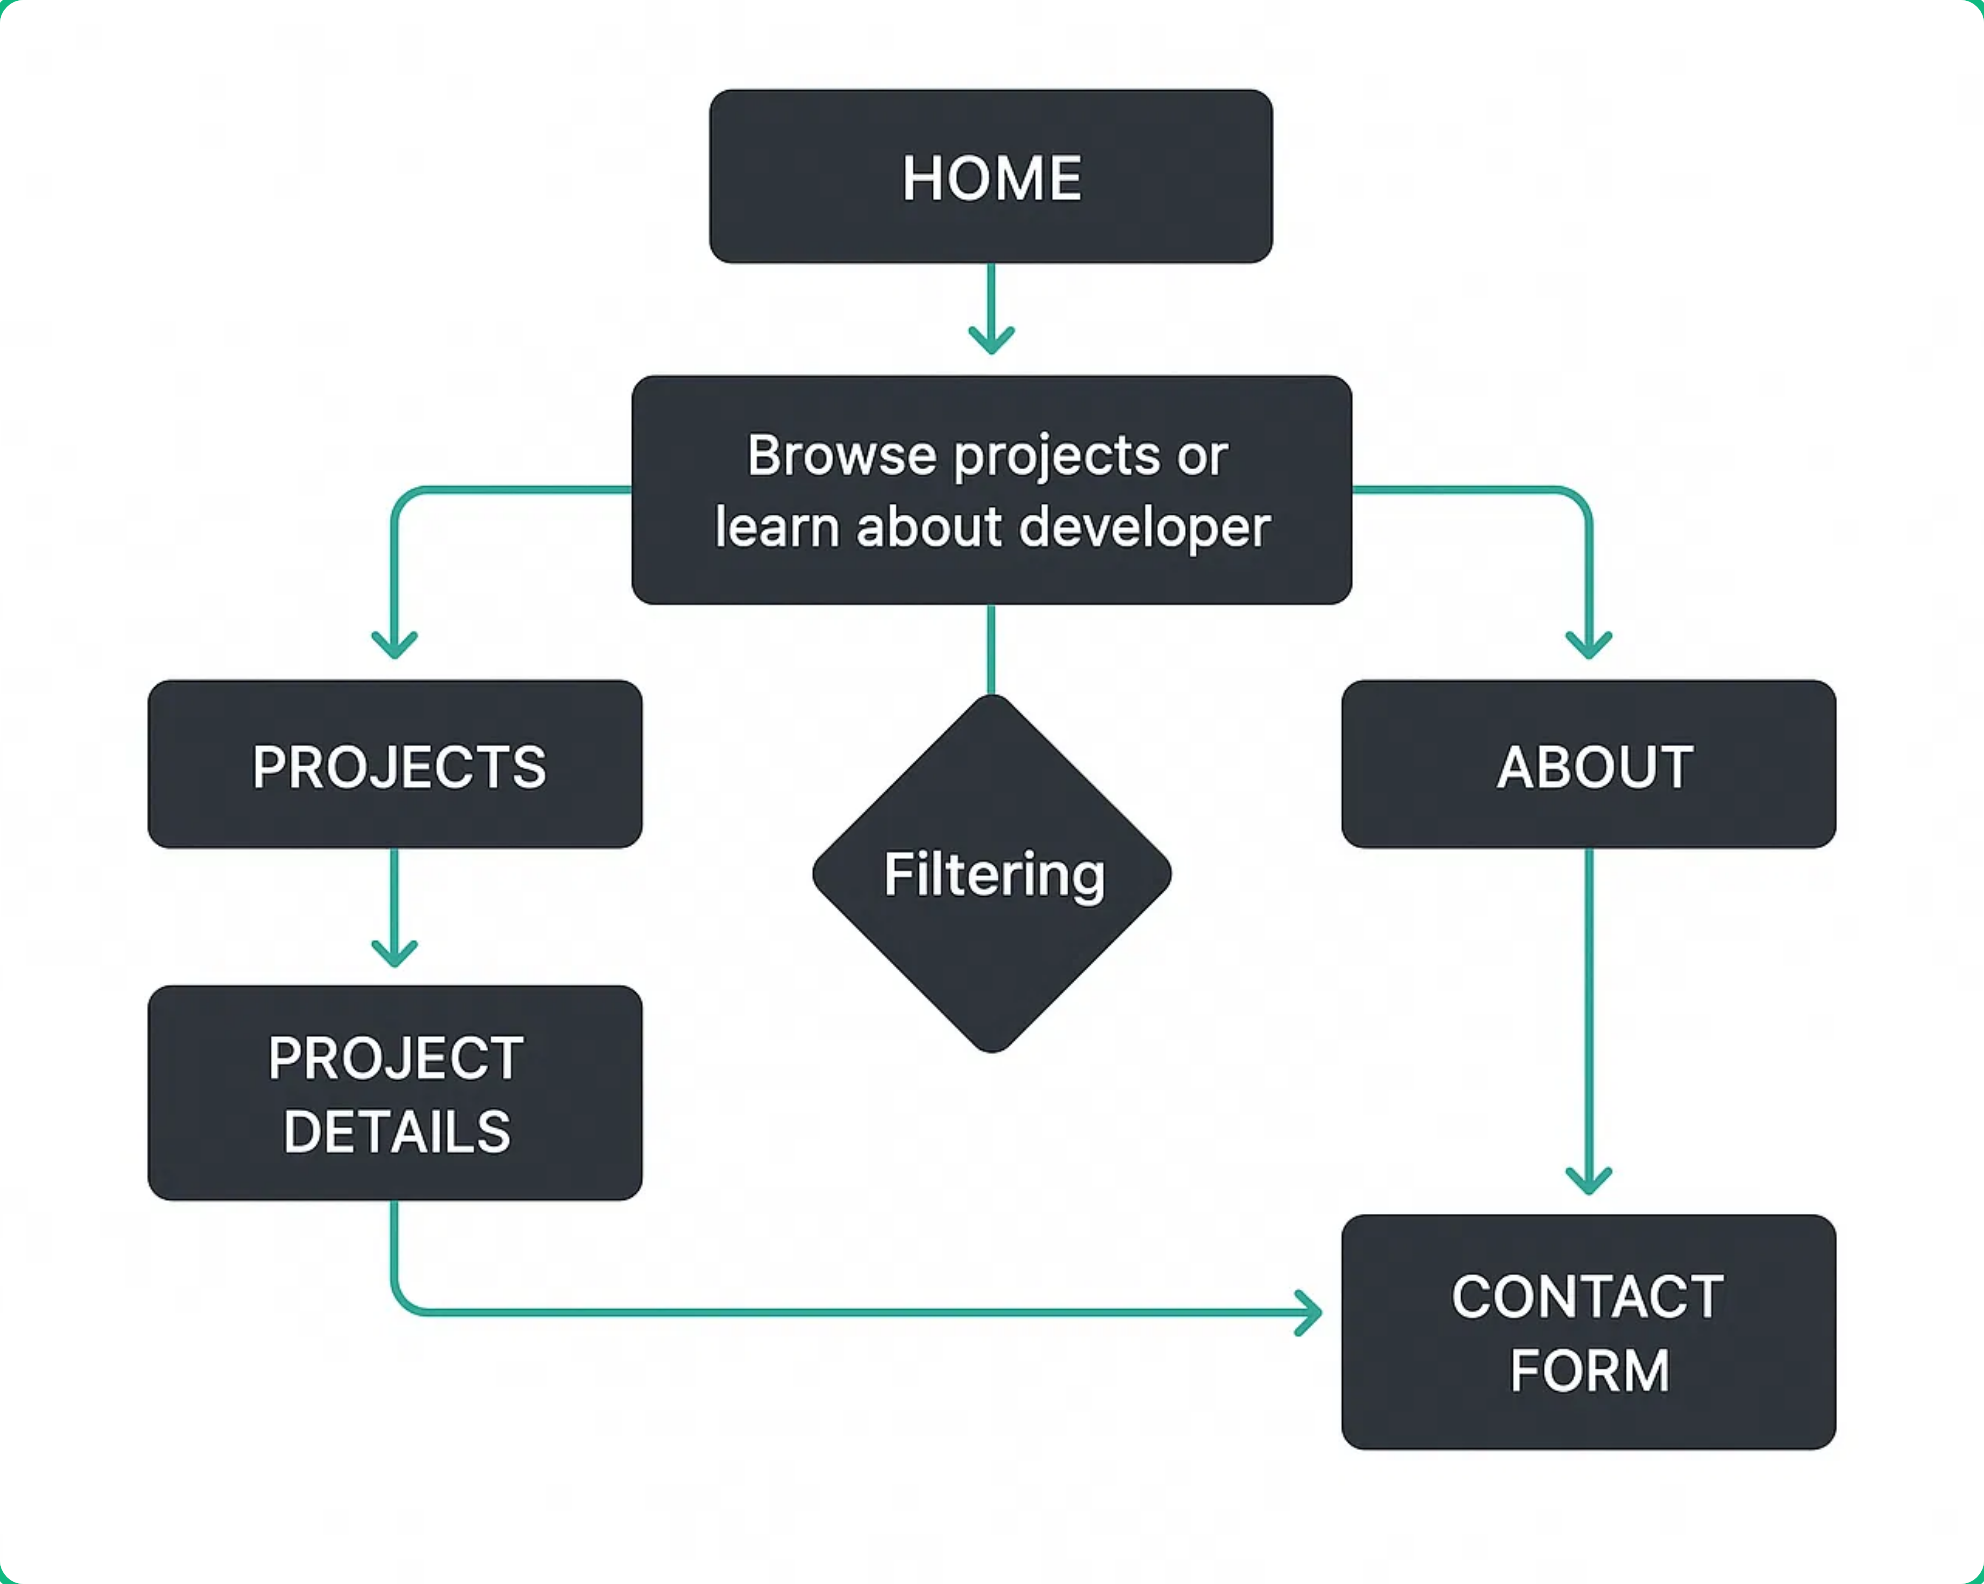 HOME
Browse projects or
learn about developer
PROJECTS
Filtering
ABOUT
PROJECT
DETAILS
CONTACT
FORM